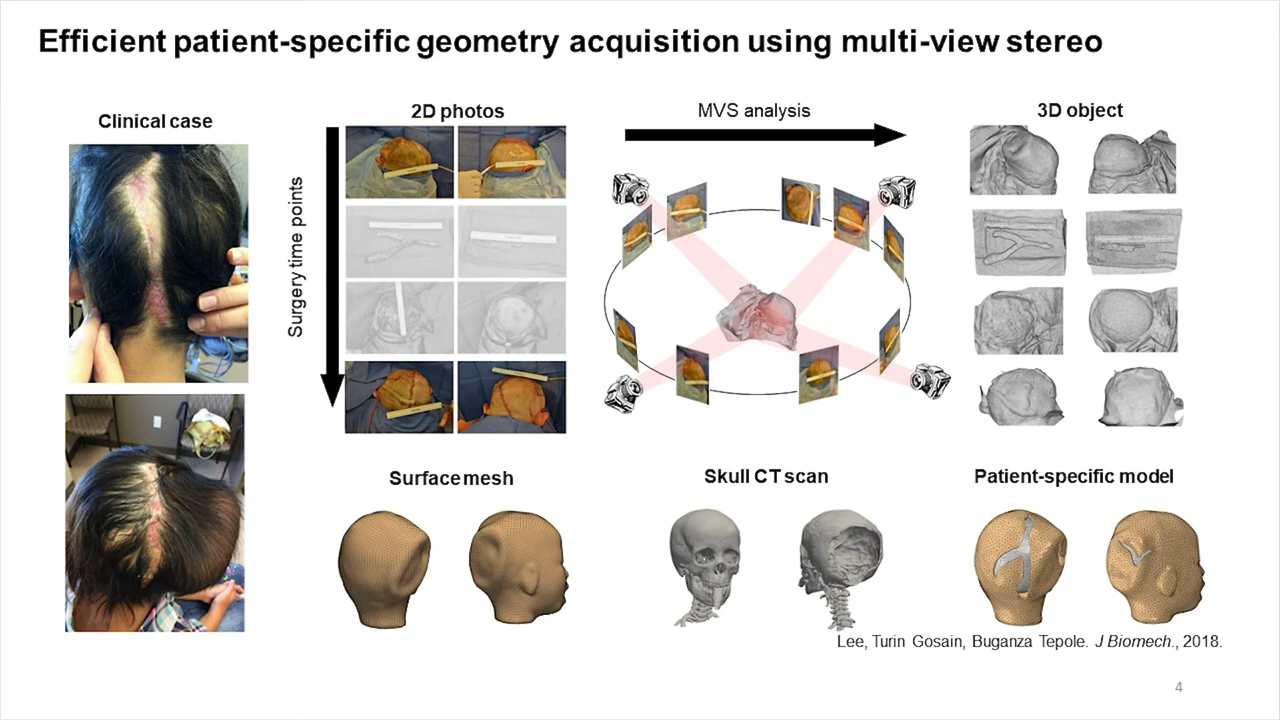 Efficient patient-specific geometry acquisition using multi-view stereo
Clinical case
2D photos
MVS analysis
3D object
Surgery time points
Surface mesh
Skull CT scan
Patient-specific model
Lee, Turin Gosain, Buganza Tepole. J Biomech., 2018.
4